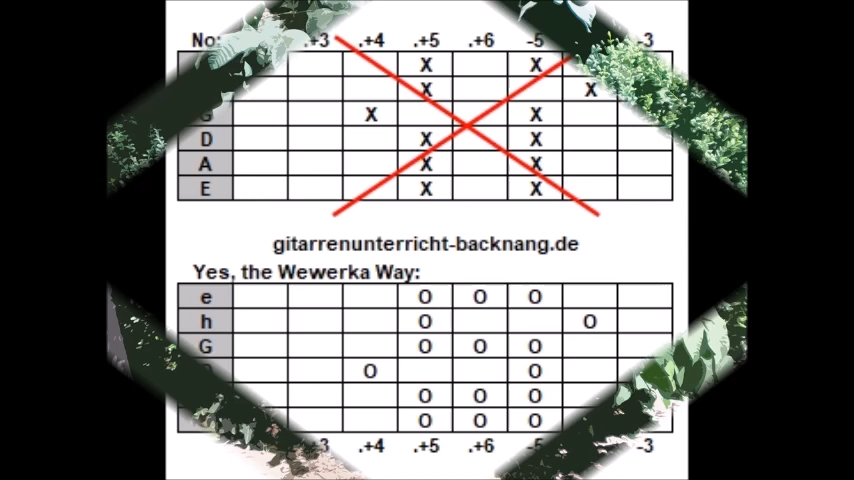 No: .+3 .+4 .+5 .+6 -5 -3
X X
X X
G X X
D X X
A X X
E X X
gitarrenunterricht-backnang.de
Yes, the Wewerka Way:
e O O O
h O O
G O O O
O O
O O O
O O O
.+3 .+4 .+5 .+6 -5 -3